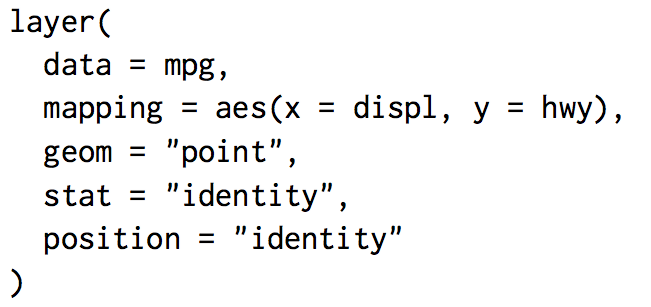 layer(
  data = mpg,
  mapping = aes(x = displ, y = hwy),
  geom = "point",
  stat = "identity",
  position = "identity"
)